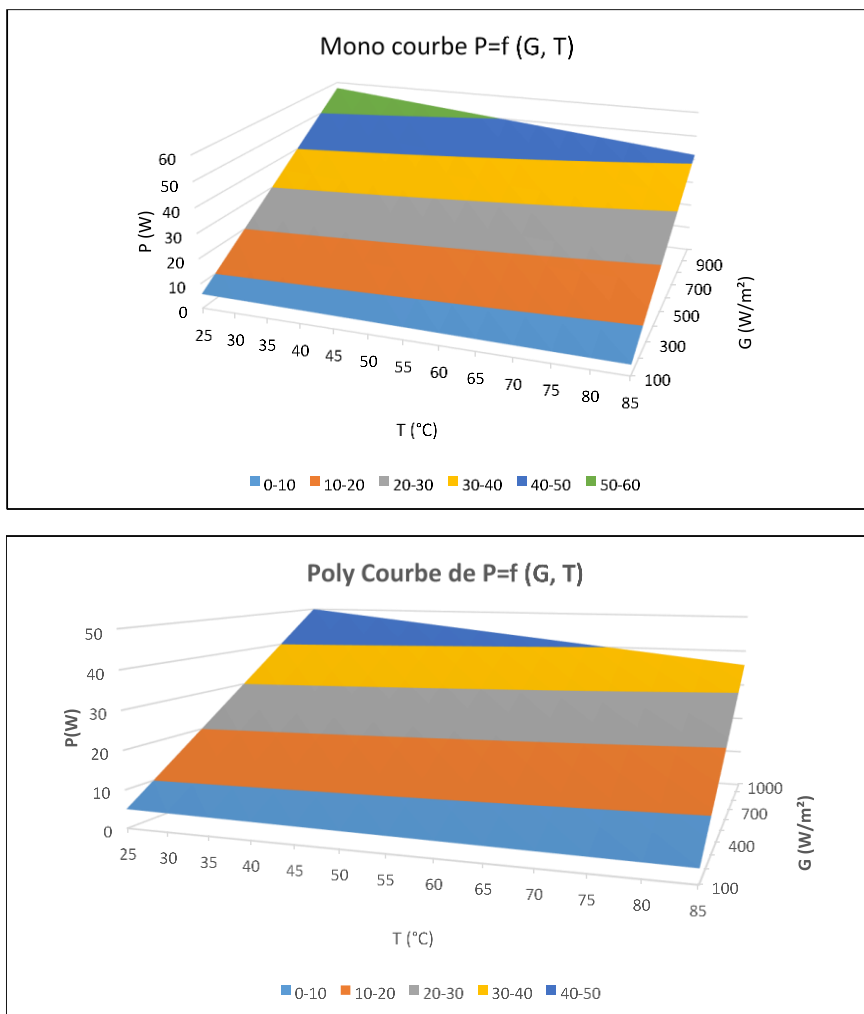 Mono courbe P=f (G, T)
60
50
40
30
20
10
0
P (W)
25 30 35 40 45 50 55 60 65 70 75 80 85
T (°C)
900
700
500
300
100
G (W/m²)
0-10 10-20 20-30 30-40 40-50 50-60
Poly Courbe de P=f (G, T)
50
40
30
20
10
0
P(W)
25 30 35 40 45 50 55 60 65 70 75 80 85
T (°C)
1000
700
400
100
G (W/m²)
0-10 10-20 20-30 30-40 40-50